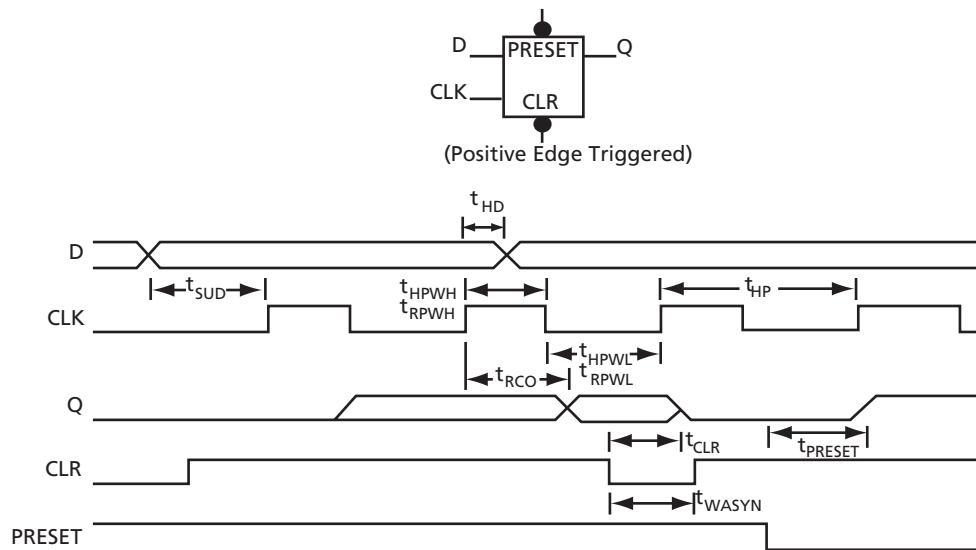 D PRESET Q
CLK CLR
(Positive Edge Triggered)
tHD
D
tSUD tHPWH tHP
tRPWH
CLK
tRCO tHPWL
tRPWL
Q
tCLR tPRESET
CLR
tWASYN
PRESET